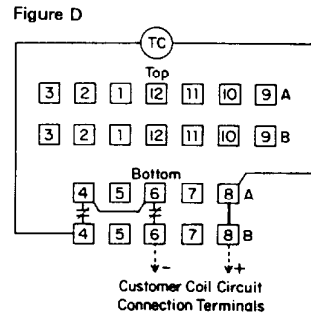 Figure D
TC
Top
3 2 1 12 11 10 9 A
3 2 1 12 11 10 9 B
Bottom
4 5 6 7 8 A
4 5 6 7 8 B
- +
Customer Coil Circuit
Connection Terminals